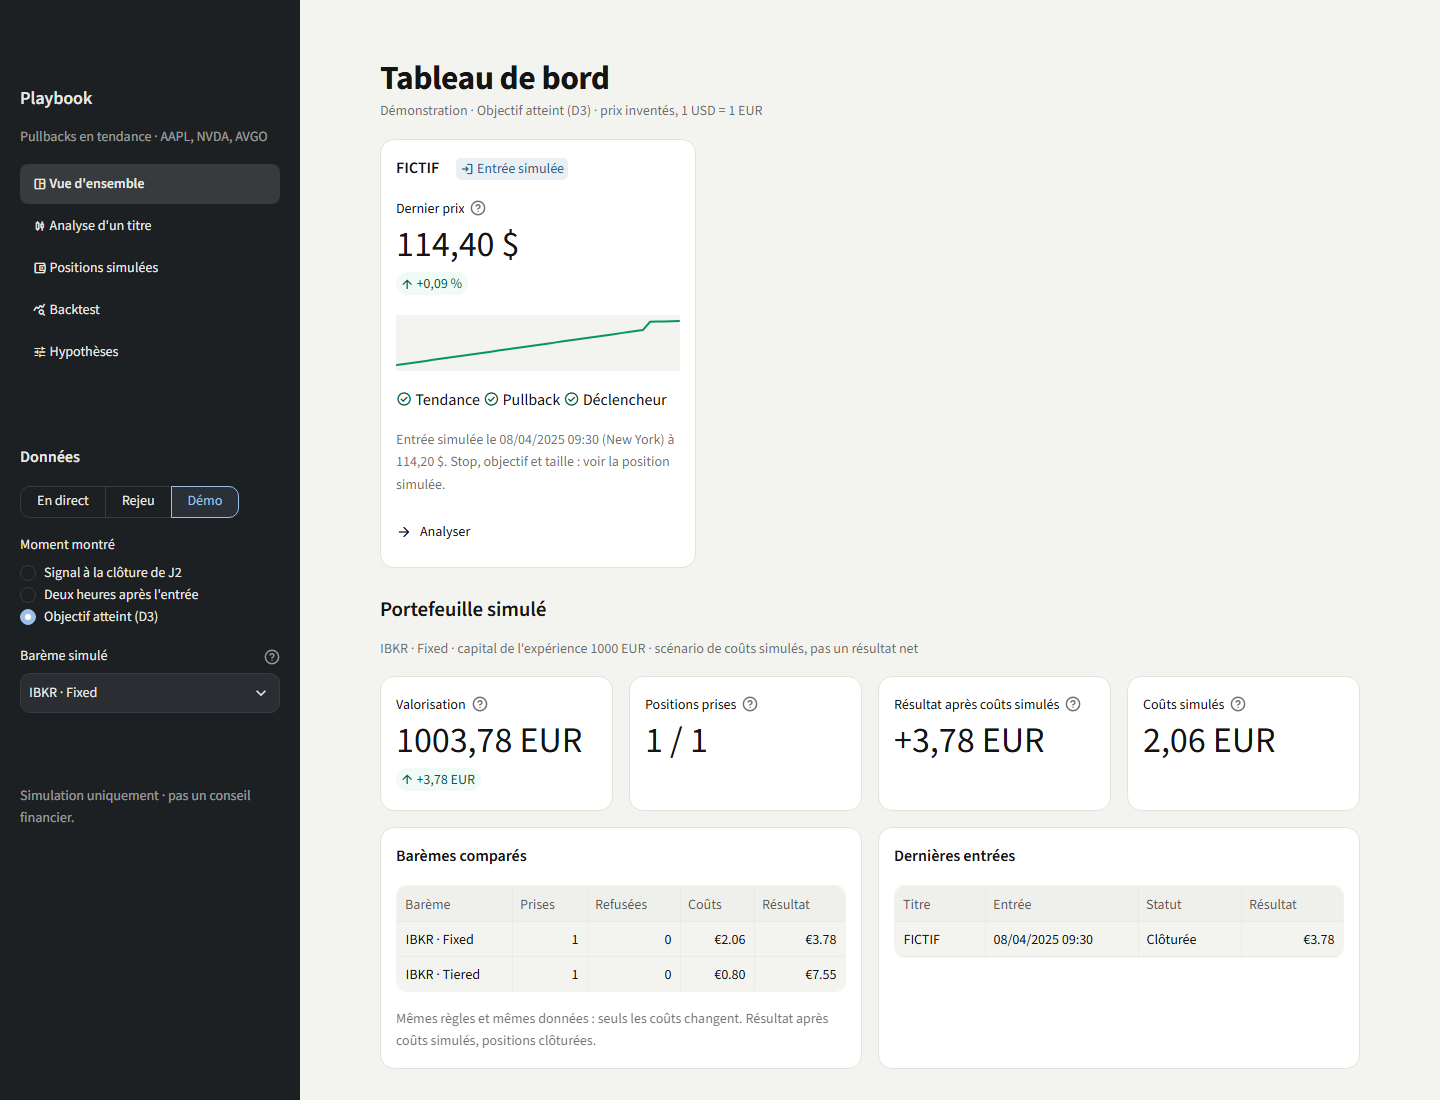 Playbook
Pullbacks en tendance · AAPL, NVDA, AVGO
Vue d'ensemble
Analyse d'un titre
Positions simulées
Backtest
Hypothèses
Données
En direct Rejeu Démo
Moment montré
Signal à la clôture de J2
Deux heures après l'entrée
Objectif atteint (D3)
Barème simulé
IBKR · Fixed
Simulation uniquement · pas un conseil
financier.
Tableau de bord
Démonstration · Objectif atteint (D3) · prix inventés, 1 USD = 1 EUR
FICTIF Entrée simulée
Dernier prix
114,40 $
+0,09 %
Tendance Pullback Déclencheur
Entrée simulée le 08/04/2025 09:30 (New York) à
114,20 $. Stop, objectif et taille : voir la position
simulée.
Analyser
Portefeuille simulé
IBKR · Fixed · capital de l'expérience 1000 EUR · scénario de coûts simulés, pas un résultat net
Valorisation
1003,78 EUR
+3,78 EUR
Positions prises
1 / 1
Résultat après coûts simulés
+3,78 EUR
Coûts simulés
2,06 EUR
Barèmes comparés
Barème Prises Refusées Coûts Résultat
IBKR · Fixed 1 0 €2.06 €3.78
IBKR · Tiered 1 0 €0.80 €7.55
Mêmes règles et mêmes données : seuls les coûts changent. Résultat après
coûts simulés, positions clôturées.
Dernières entrées
Titre Entrée Statut Résultat
FICTIF 08/04/2025 09:30 Clôturée €3.78